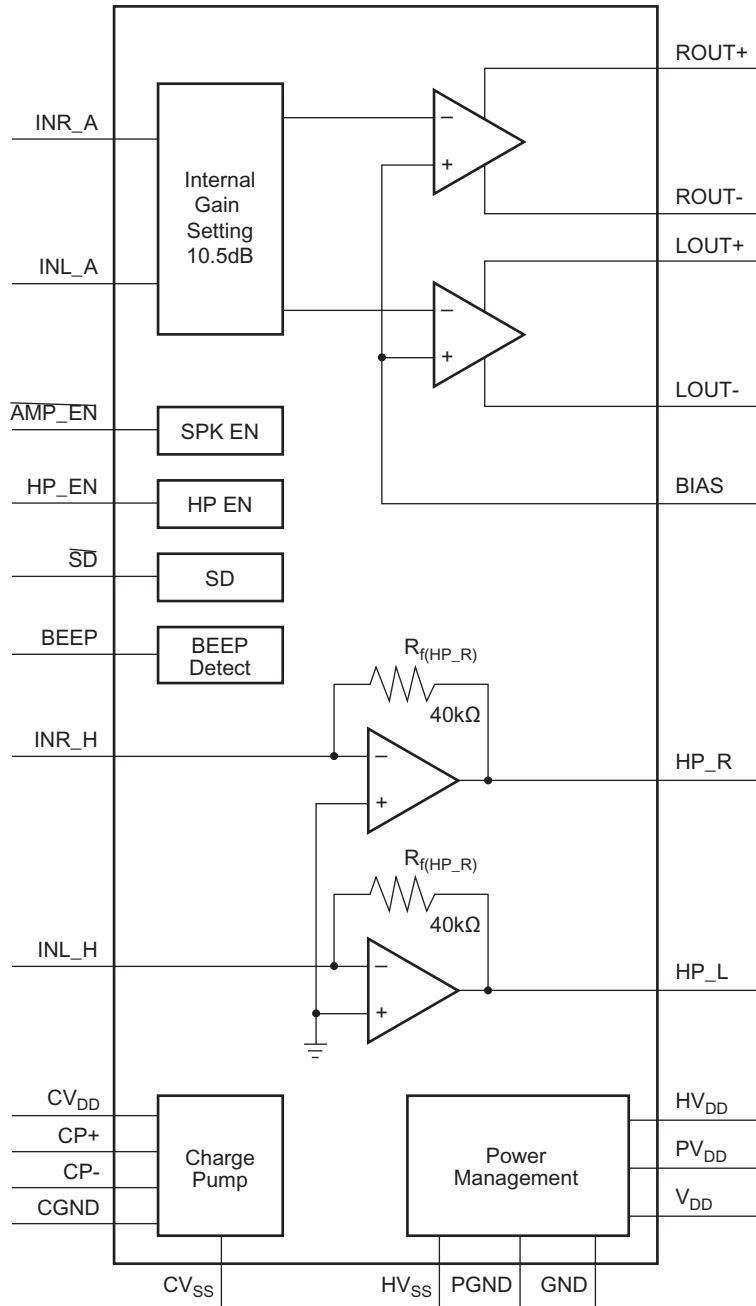 ROUT+
INR_A
−
Internal
Gain
Setting
10.5dB
+
ROUT-
LOUT+
INL_A
−
+
AMP_EN
SPK EN
LOUT-
HP_EN
HP EN
BIAS
SD
SD
BEEP
BEEP
Detect
Rf(HP_R)
40kΩ
INR_H
−
HP_R
+
Rf(HP_R)
40kΩ
INL_H
−
HP_L
+
CVDD
CP+
CP-
CGND
Charge
Pump
Power
Management
HVDD
PVDD
VDD
CVSS
HVSS
PGND
GND